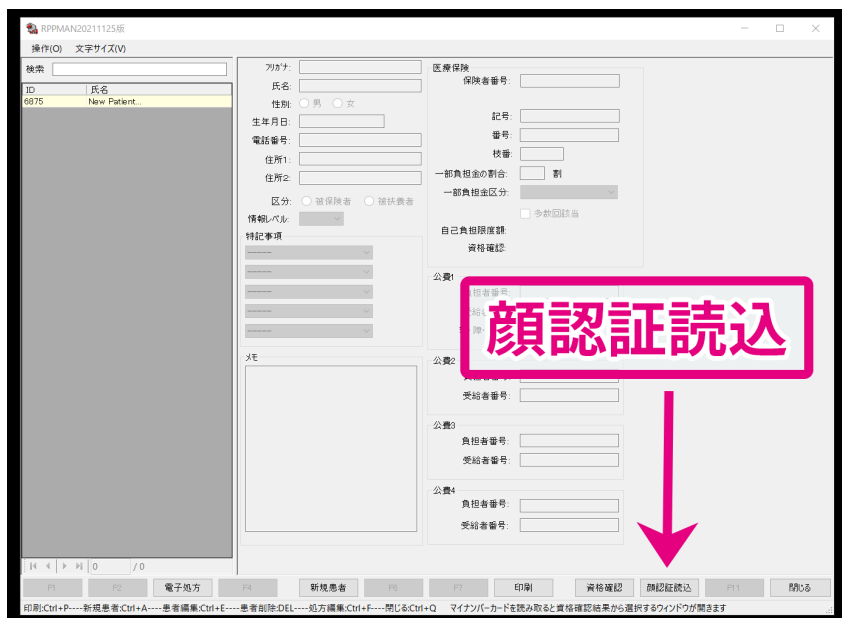 RPPMAN20211125版
操作(O) 文字サイズ(V)
検索
ID 氏名
6875 New Patient...
0 / 0
フリガナ:
氏名:
性別: 男 女
生年月日:
電話番号:
住所1:
住所2:
区分: 被保険者 被扶養者
情報レベル:
特記事項
-----
-----
-----
-----
-----
メモ
医療保険
保険者番号:
記号:
番号:
枝番:
一部負担金の割合: 割
一部負担金区分:
多数回該当
自己負担限度額:
資格確認:
公費1
負担者番号:
顔認証読込
公費2
受給者番号:
公費3
負担者番号:
受給者番号:
公費4
負担者番号:
受給者番号:
F1 F2 電子処方 F4 新規患者 F6 F7 印刷 資格確認 顔認証読込 F11 閉じる
印刷:Ctrl+P----新規患者:Ctrl+A----患者編集:Ctrl+E----患者削除:DEL----処方編集:Ctrl+F----閉じる:Ctrl+Q マイナンバーカードを読み取ると資格確認結果から選択するウィンドウが開きます